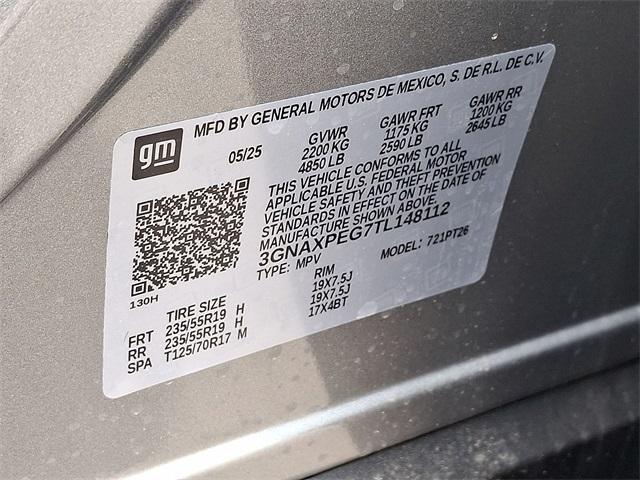 gm
MFD BY GENERAL MOTORS DE MEXICO, S. DE R.L. DE C.V.
05/25 GVWR GAWR FRT GAWR RR
2200 KG 1175 KG 1200 KG
4850 LB 2590 LB 2645 LB
THIS VEHICLE CONFORMS TO ALL
APPLICABLE U.S. FEDERAL MOTOR
VEHICLE SAFETY AND THEFT PREVENTION
STANDARDS IN EFFECT ON THE DATE OF
MANUFACTURE SHOWN ABOVE.
3GNAXPEG7TL148112
TYPE: MPV MODEL: 721PT26
130H
TIRE SIZE RIM
FRT 235/55R19 H 19X7.5J
RR 235/55R19 H 19X7.5J
SPA T125/70R17 M 17X4BT